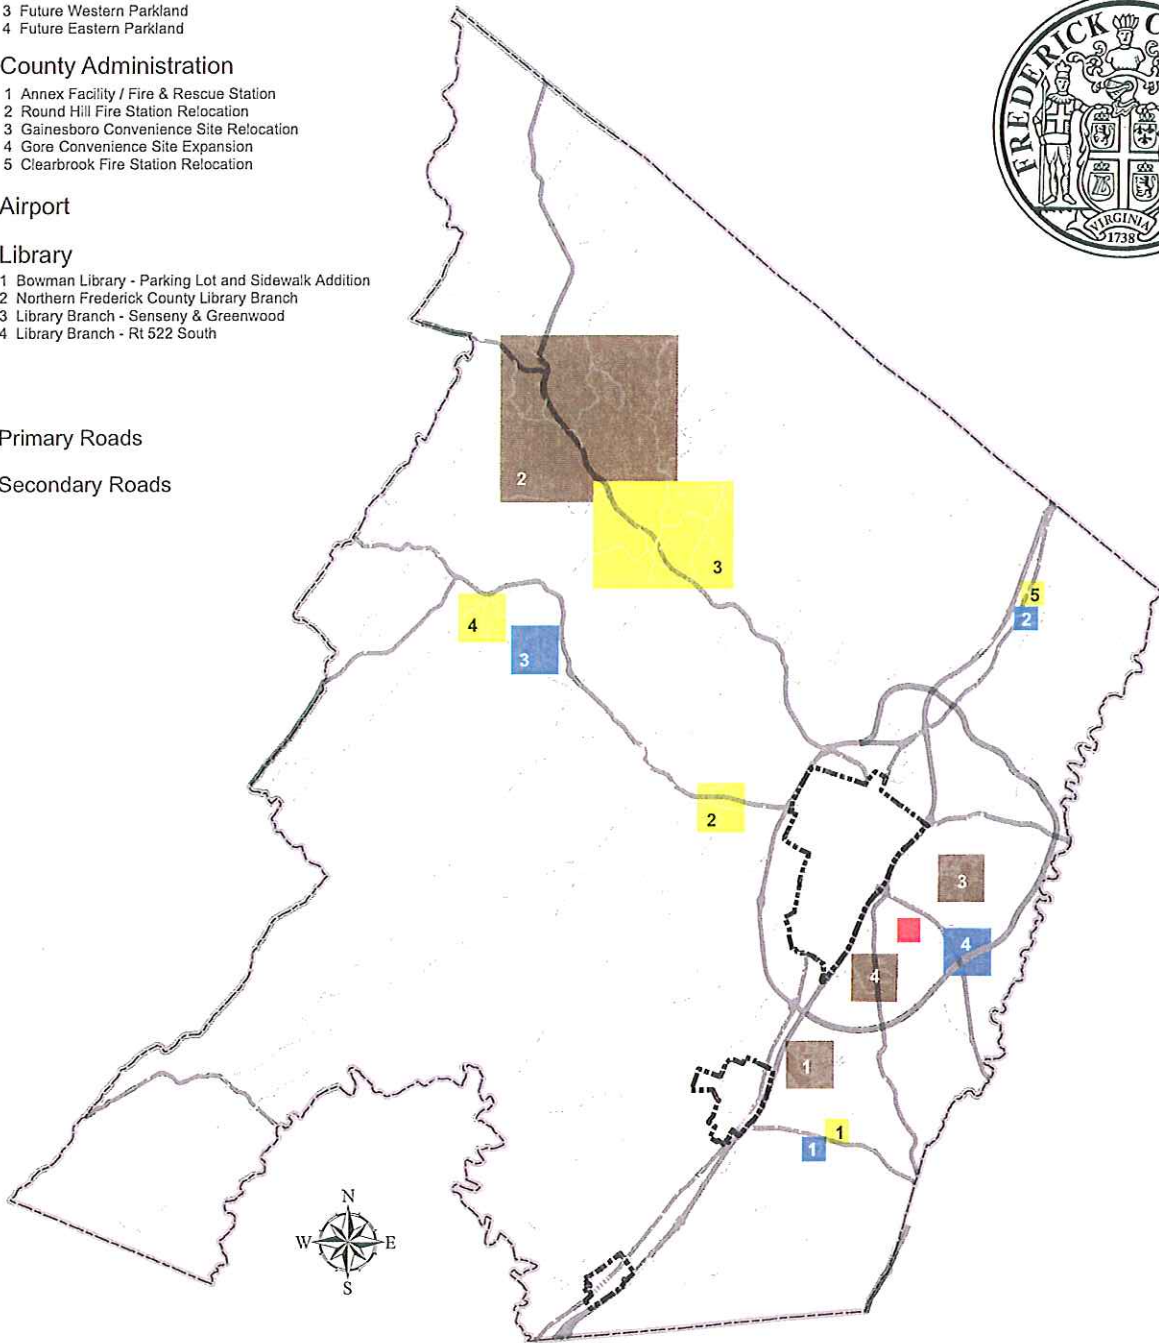 3 Future Western Parkland
4 Future Eastern Parkland
County Administration
1 Annex Facility / Fire & Rescue Station
2 Round Hill Fire Station Relocation
3 Gainesboro Convenience Site Relocation
4 Gore Convenience Site Expansion
5 Clearbrook Fire Station Relocation
Airport
Library
1 Bowman Library - Parking Lot and Sidewalk Addition
2 Northern Frederick County Library Branch
3 Library Branch - Senseny & Greenwood
4 Library Branch - Rt 522 South
Primary Roads
Secondary Roads
FREDERICK C
VIRGINIA
1738
2
3
5
2
4
3
2
3
4
4
1
1
1
N
W E
S